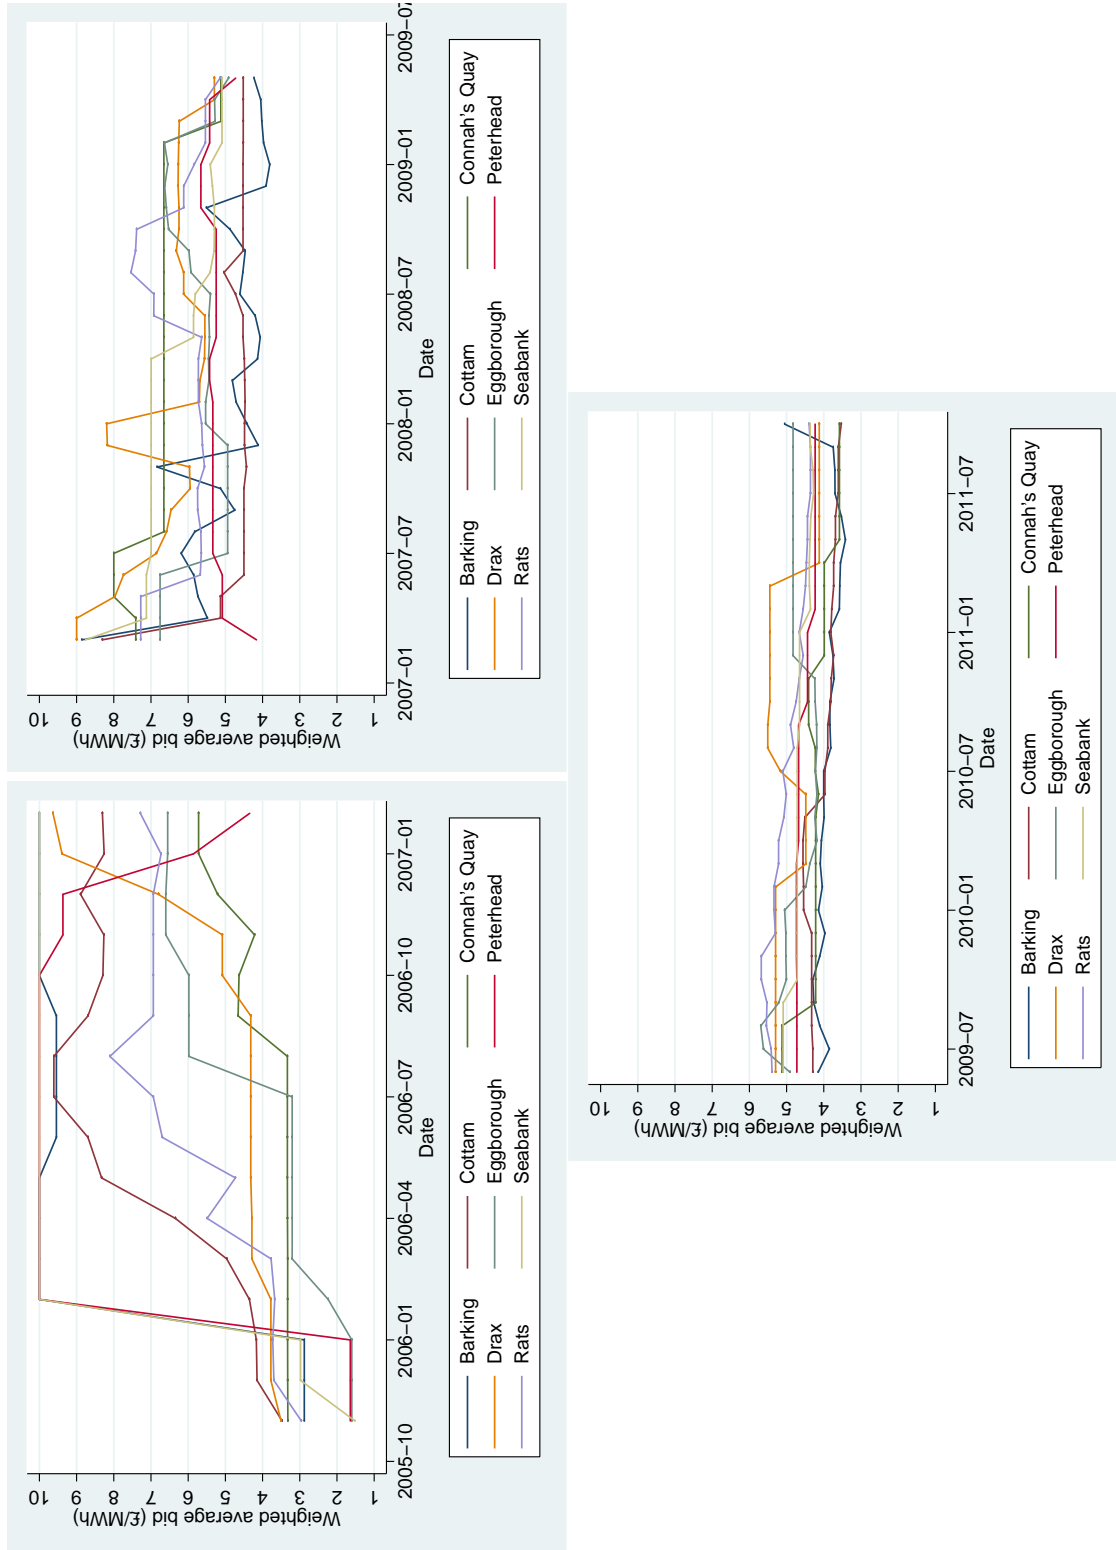 Weighted average bid (£/MWh)
10
9
8
7
6
5
4
3
2
1
2005−10 2006−01 2006−04 2006−07 2006−10 2007−01
Date
Barking Cottam Connah's Quay
Drax Eggborough Peterhead
Rats Seabank
Weighted average bid (£/MWh)
10
9
8
7
6
5
4
3
2
1
2007−01 2007−07 2008−01 2008−07 2009−01 2009−07
Date
Barking Cottam Connah's Quay
Drax Eggborough Peterhead
Rats Seabank
Weighted average bid (£/MWh)
10
9
8
7
6
5
4
3
2
1
2009−07 2010−01 2010−07 2011−01 2011−07
Date
Barking Cottam Connah's Quay
Drax Eggborough Peterhead
Rats Seabank